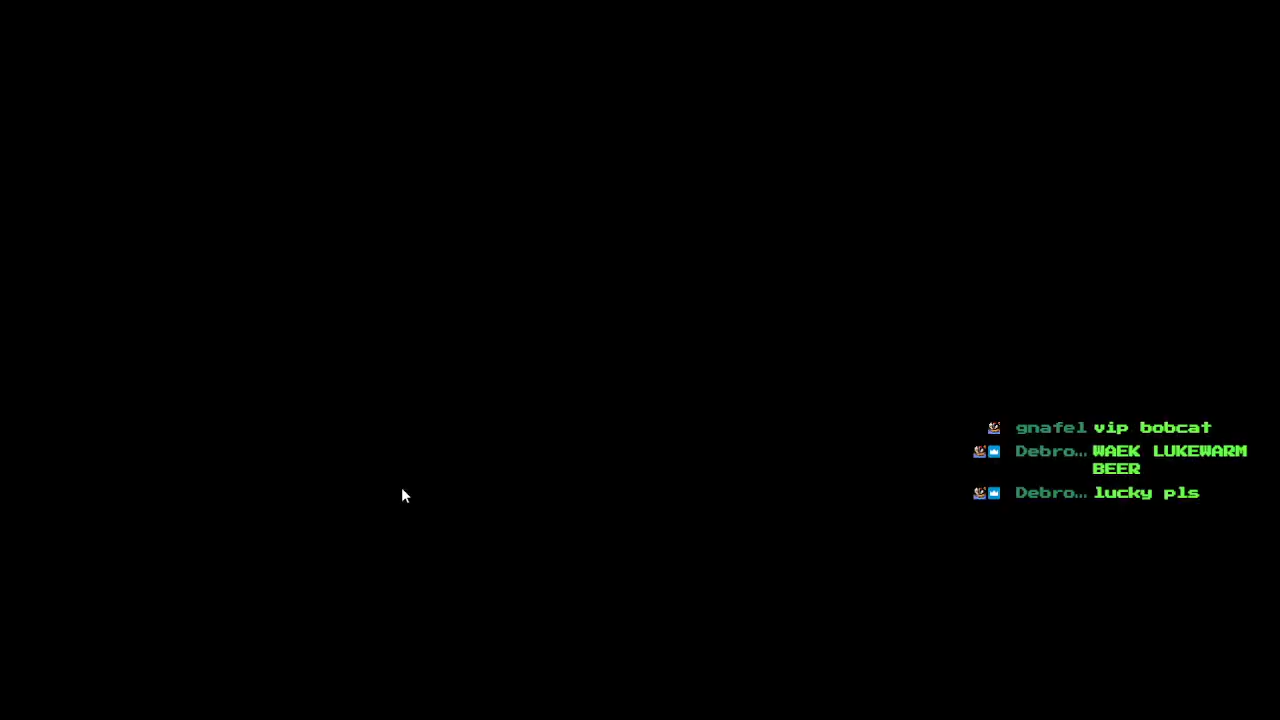 gnafel vip bobcat
Debro... WAEK LUKEWARM
BEER
Debro... lucky pls